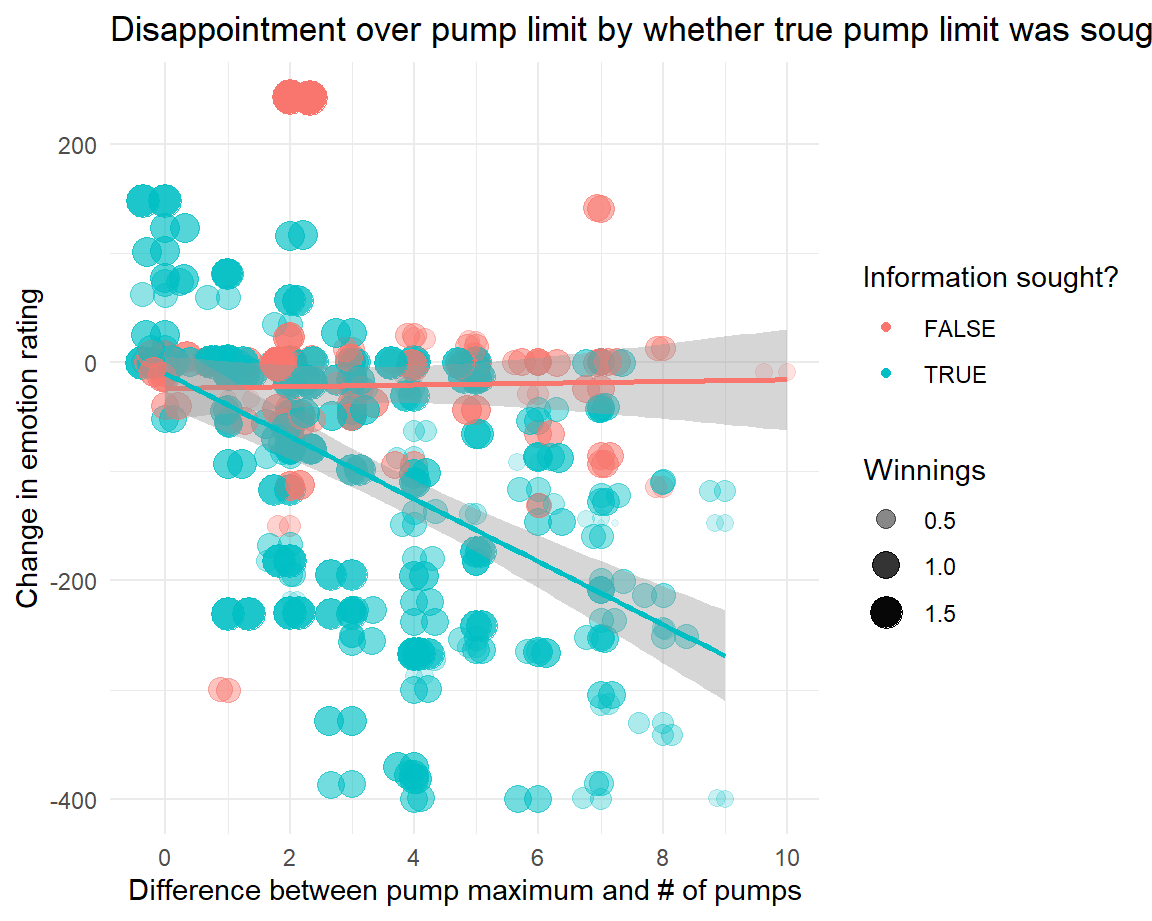 Disappointment over pump limit by whether true pump limit was soug
Change in emotion rating
200
0
-200
-400
0 2 4 6 8 10
Difference between pump maximum and # of pumps
Information sought?
FALSE
TRUE
Winnings
0.5
1.0
1.5